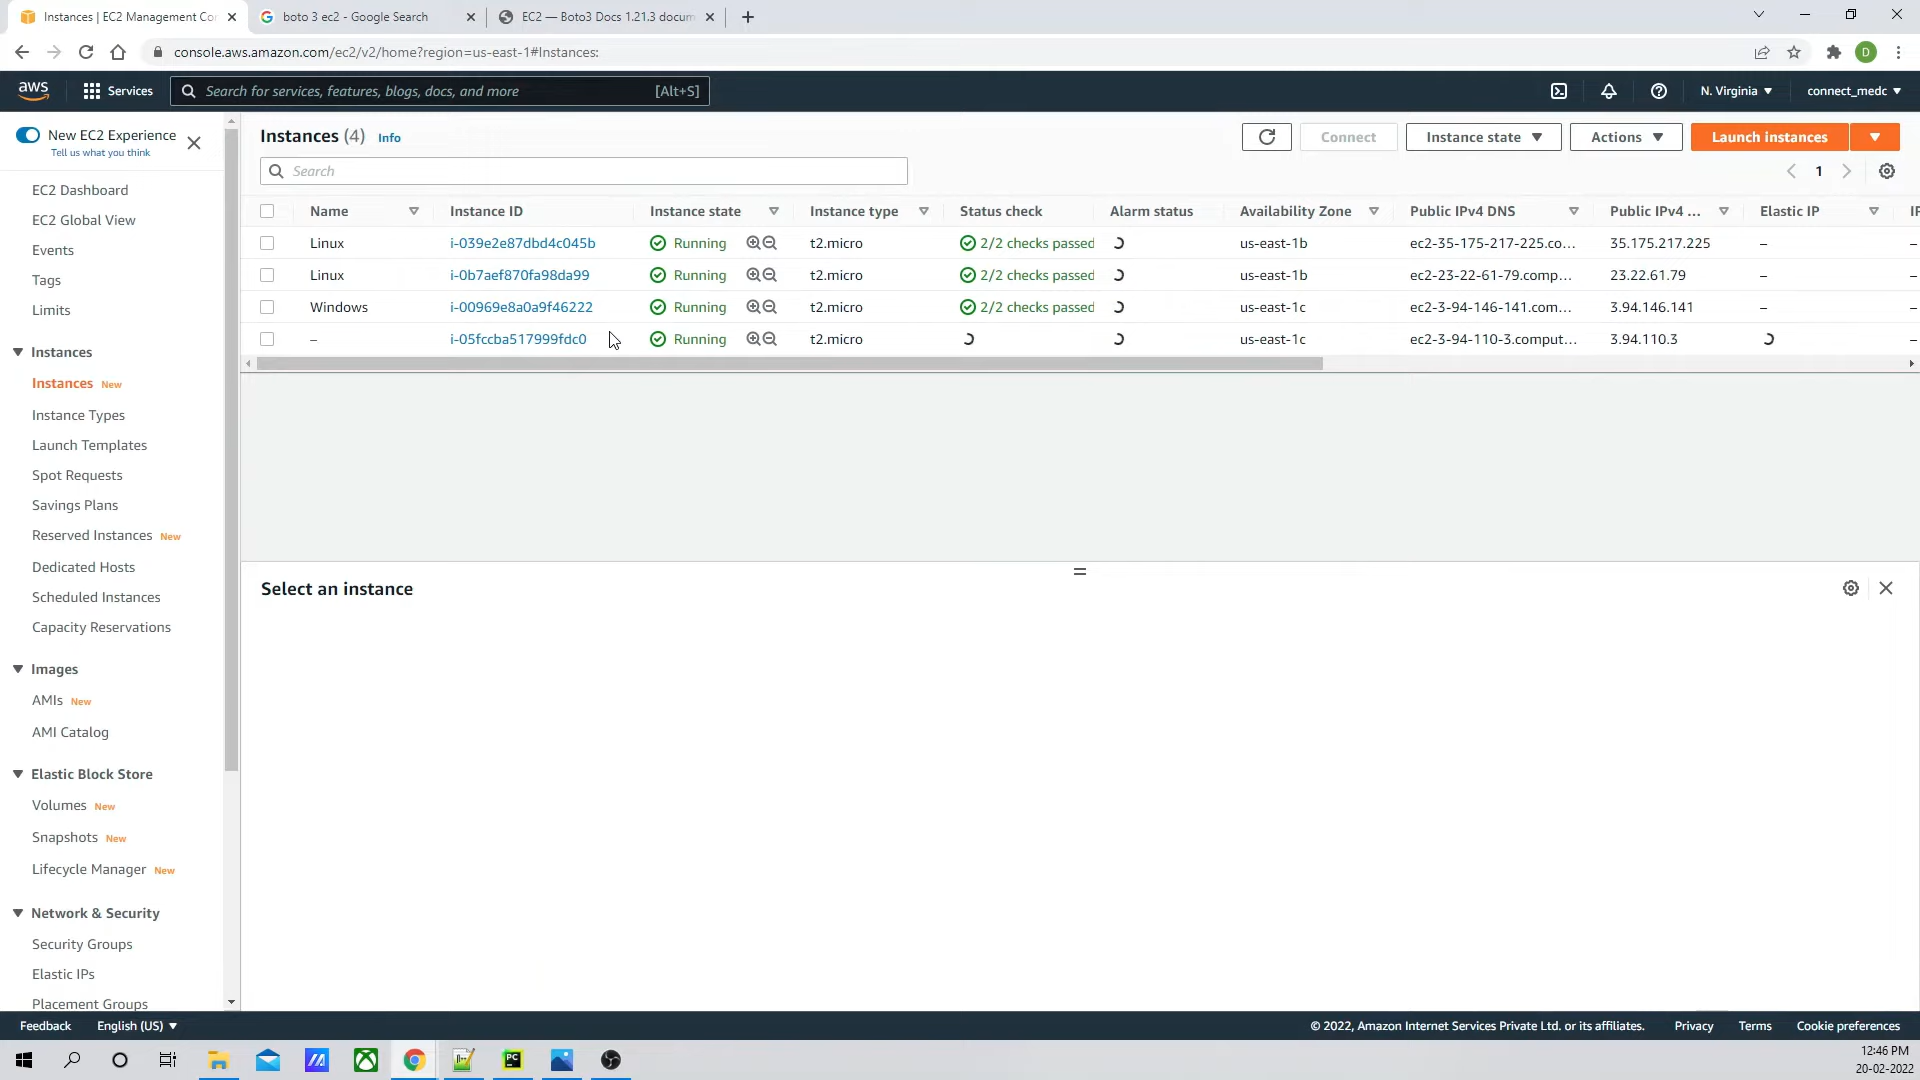 Instances | EC2 Management Con
boto 3 ec2 - Google Search
EC2 — Boto3 Docs 1.21.3 docum
console.aws.amazon.com/ec2/v2/home?region=us-east-1#Instances:
D
aws
Services
Search for services, features, blogs, docs, and more
[Alt+S]
N. Virginia
connect_medc
New EC2 Experience
Tell us what you think
EC2 Dashboard
EC2 Global View
Events
Tags
Limits
Instances
Instances New
Instance Types
Launch Templates
Spot Requests
Savings Plans
Reserved Instances New
Dedicated Hosts
Scheduled Instances
Capacity Reservations
Images
AMIs New
AMI Catalog
Elastic Block Store
Volumes New
Snapshots New
Lifecycle Manager New
Network & Security
Security Groups
Elastic IPs
Placement Groups
Instances (4) Info
Connect
Instance state
Actions
Launch instances
Search
1
Name Instance ID Instance state Instance type Status check Alarm status Availability Zone Public IPv4 DNS Public IPv4 ... Elastic IP IP
Linux i-039e2e87dbd4c045b Running t2.micro 2/2 checks passed us-east-1b ec2-35-175-217-225.co... 35.175.217.225 – –
Linux i-0b7aef870fa98da99 Running t2.micro 2/2 checks passed us-east-1b ec2-23-22-61-79.comp... 23.22.61.79 – –
Windows i-00969e8a0a9f46222 Running t2.micro 2/2 checks passed us-east-1c ec2-3-94-146-141.com... 3.94.146.141 – –
– i-05fccba517999fdc0 Running t2.micro us-east-1c ec2-3-94-110-3.comput... 3.94.110.3 –
Select an instance
Feedback
English (US)
© 2022, Amazon Internet Services Private Ltd. or its affiliates.
Privacy
Terms
Cookie preferences
PC
12:46 PM
20-02-2022